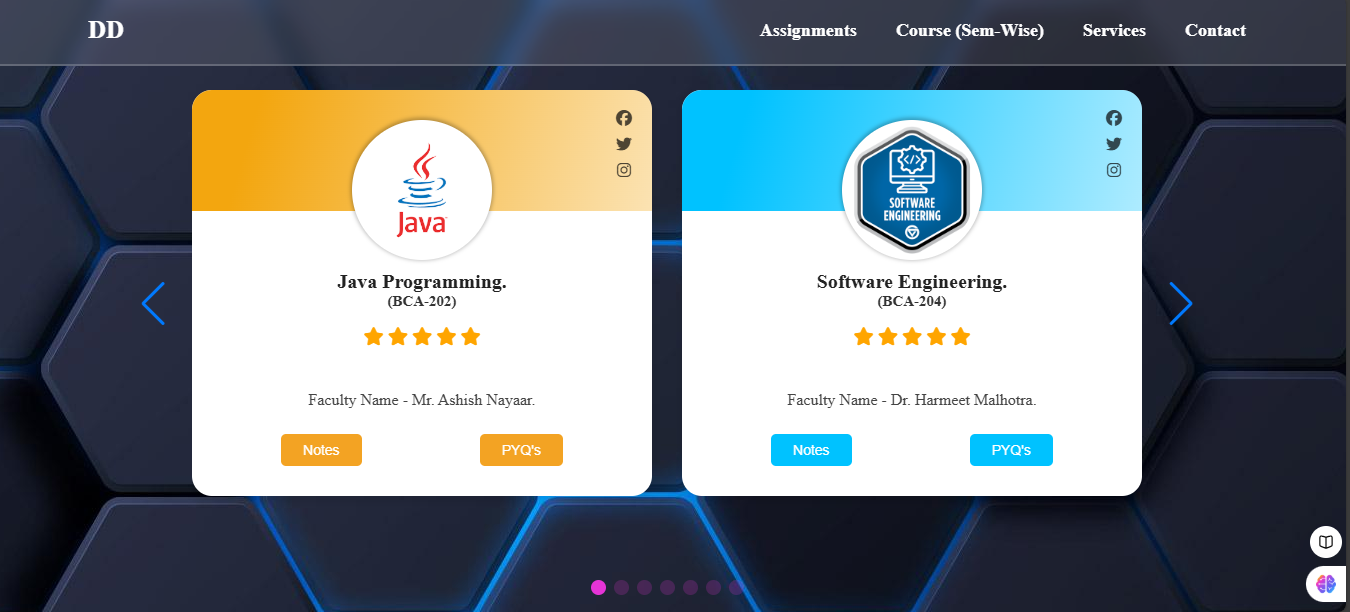 DD
Assignments
Course (Sem-Wise)
Services
Contact
Java
Java Programming.
(BCA-202)
Faculty Name - Mr. Ashish Nayaar.
Notes
PYQ's
</>
SOFTWARE
ENGINEERING
Software Engineering.
(BCA-204)
Faculty Name - Dr. Harmeet Malhotra.
Notes
PYQ's